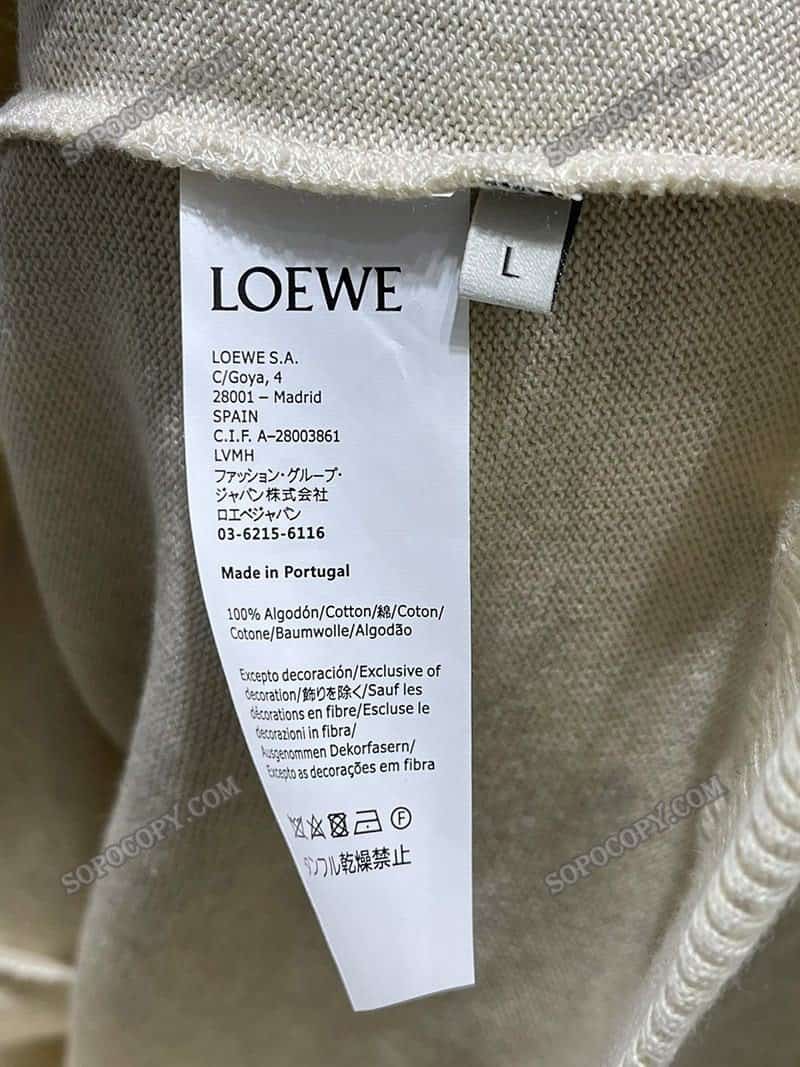 SOPOCOPY.COM
SOPOCOPY.COM
L
LOEWE
LOEWE S.A.
C/Goya, 4
28001 – Madrid
SPAIN
C.I.F. A–28003861
LVMH
ファッション・グループ・
ジャパン株式会社
ロエベジャパン
03-6215-6116
Made in Portugal
100% Algodón/Cotton/綿/Coton/
Cotone/Baumwolle/Algodão
Excepto decoración/Exclusive of
decoration/飾りを除く/Sauf les
décorations en fibre/Escluse le
decorazioni in fibra/
Ausgenommen Dekorfasern/
Excepto as decorações em fibra
F
乾燥禁止
SOPOCOPY.COM
SOPOCOPY.COM